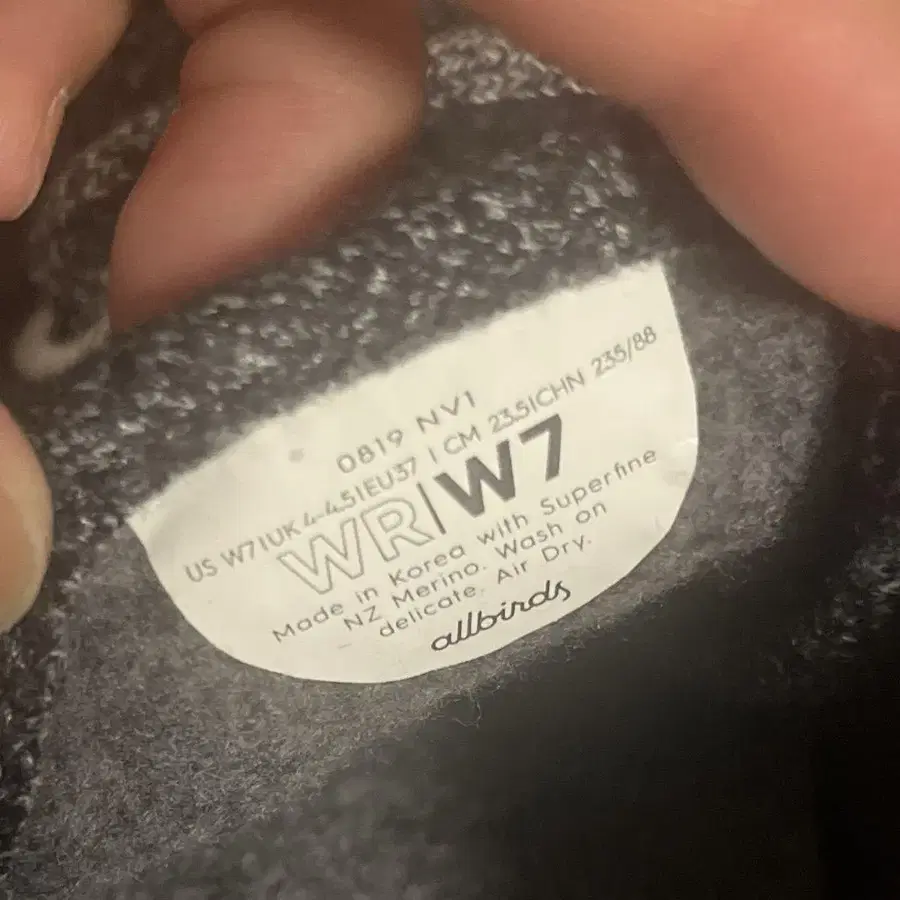 0819 NV1
US W7|UK 4-4.5|EU37 | CM 23.5|CHN 235/88
WR|W7
Made in Korea with Superfine
NZ Merino. Wash on
delicate. Air Dry.
allbirds